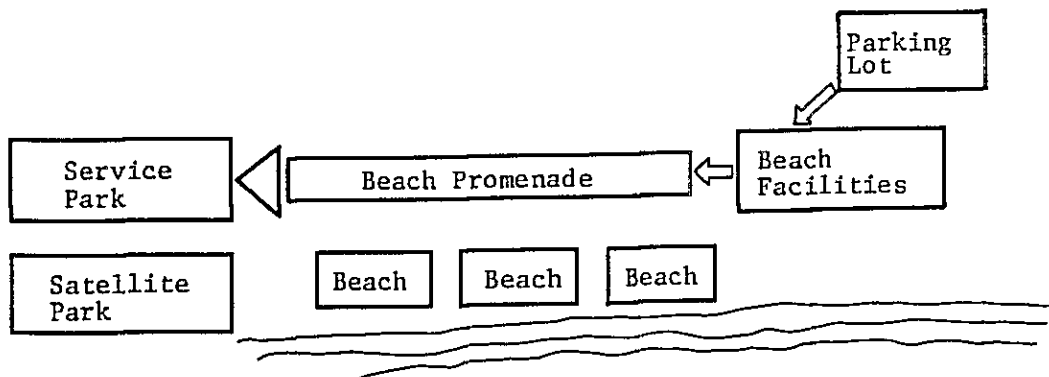 Parking
Lot
Service
Park
Beach Promenade
Beach
Facilities
Satellite
Park
Beach
Beach
Beach